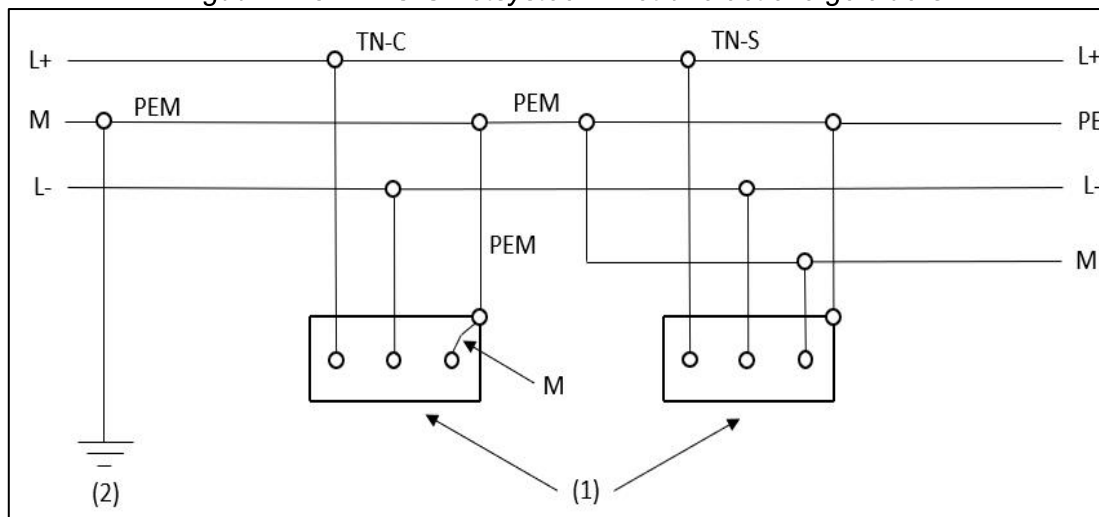 TN-C TN-S
L+ L+
PEM PEM
M PE
L- L-
PEM
M
M
(1)
(2)